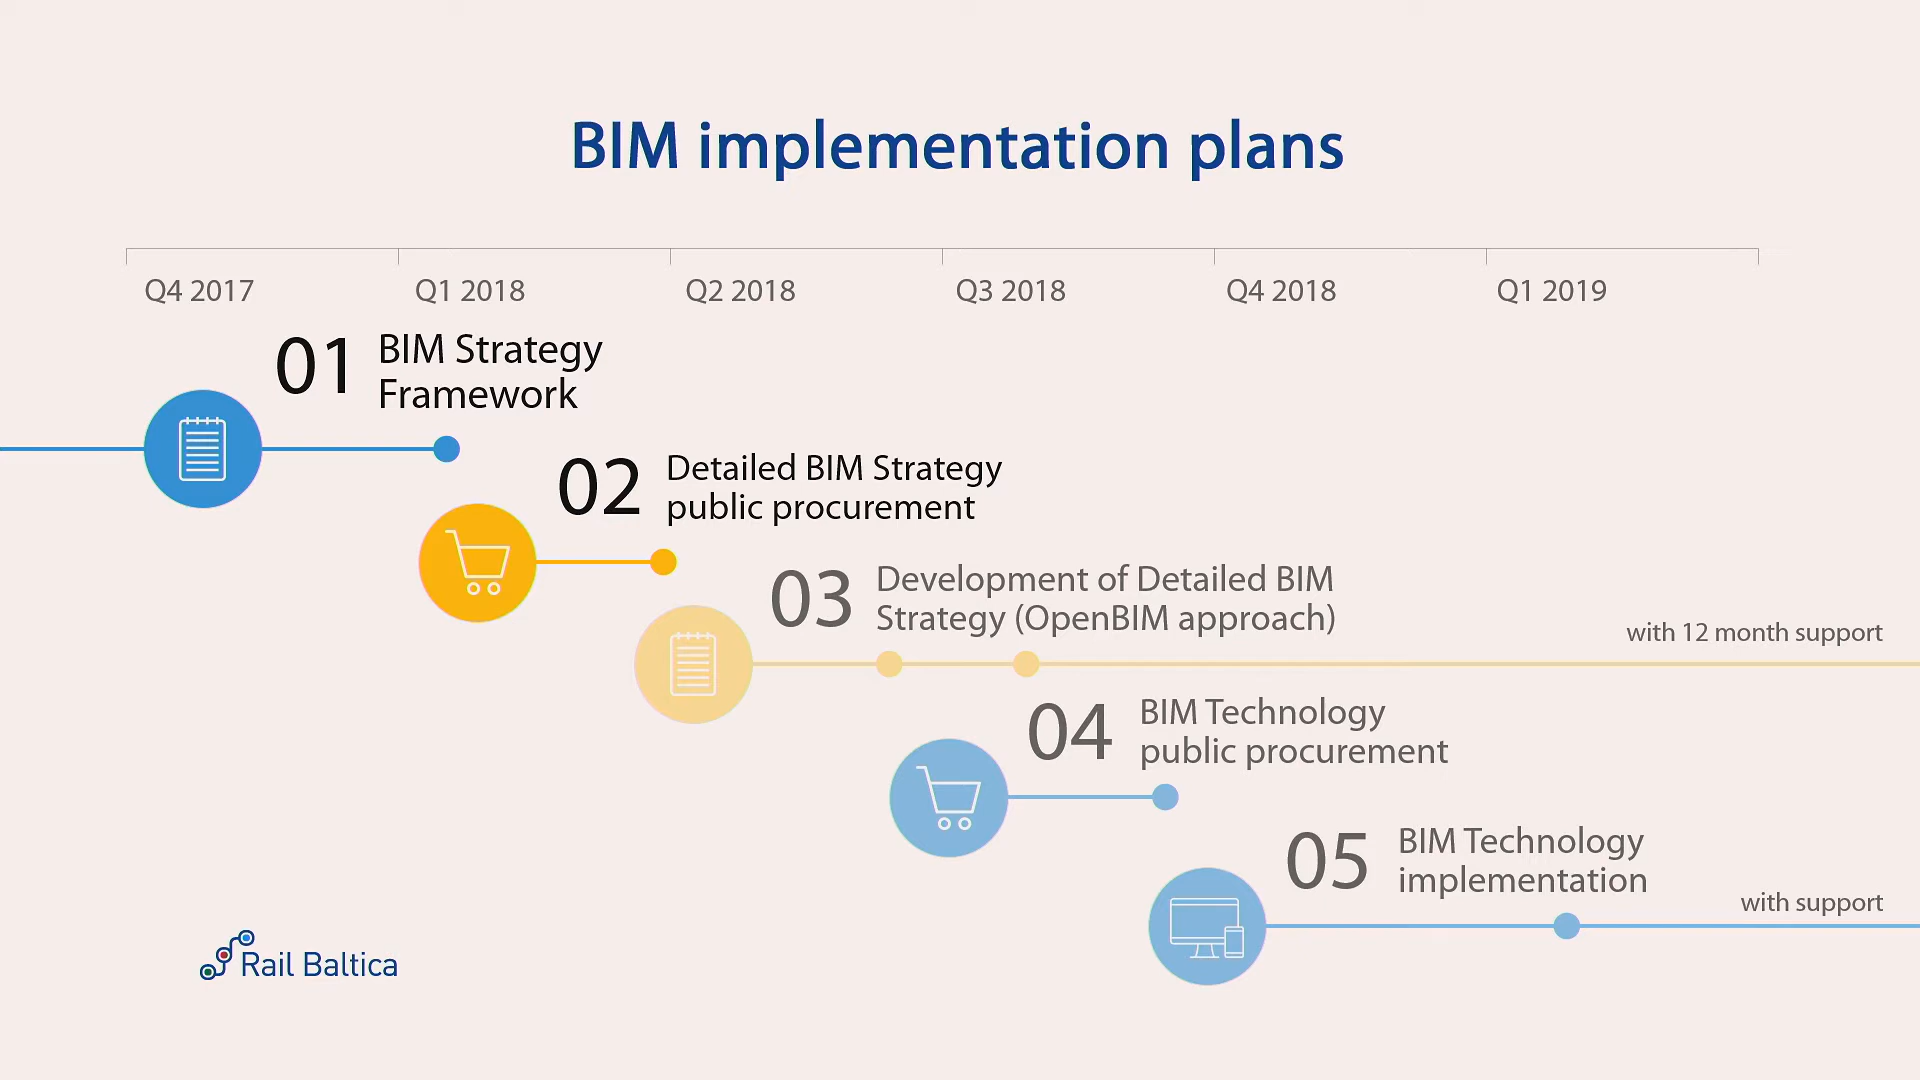 BIM implementation plans
Q4 2017
Q1 2018
Q2 2018
Q3 2018
Q4 2018
Q1 2019
01
BIM Strategy
Framework
02
Detailed BIM Strategy
public procurement
03
Development of Detailed BIM
Strategy (OpenBIM approach)
with 12 month support
04
BIM Technology
public procurement
05
BIM Technology
implementation
with support
Rail Baltica